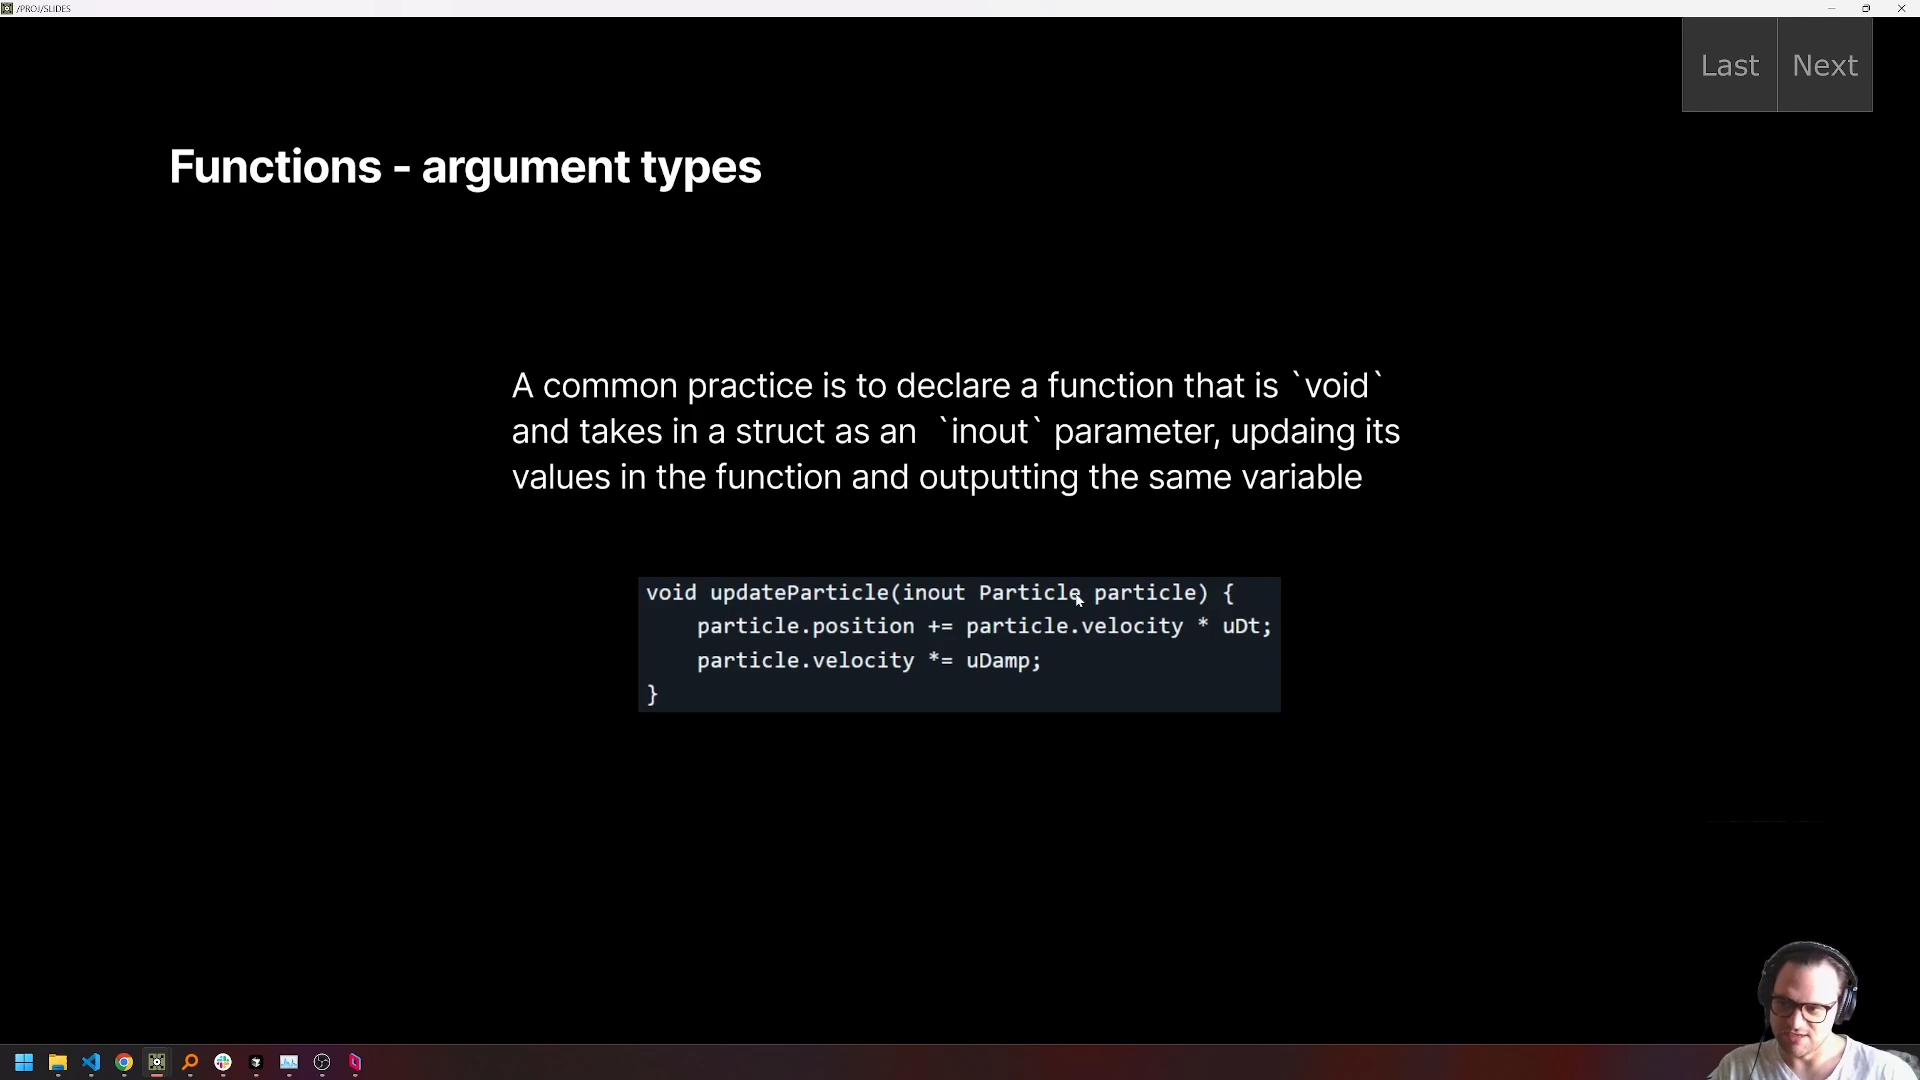 /PROJ/SLIDES
Last Next
Functions - argument types
A common practice is to declare a function that is `void`
and takes in a struct as an `inout` parameter, updaing its
values in the function and outputting the same variable
void updateParticle(inout Particle particle) {
    particle.position += particle.velocity * uDt;
    particle.velocity *= uDamp;
}